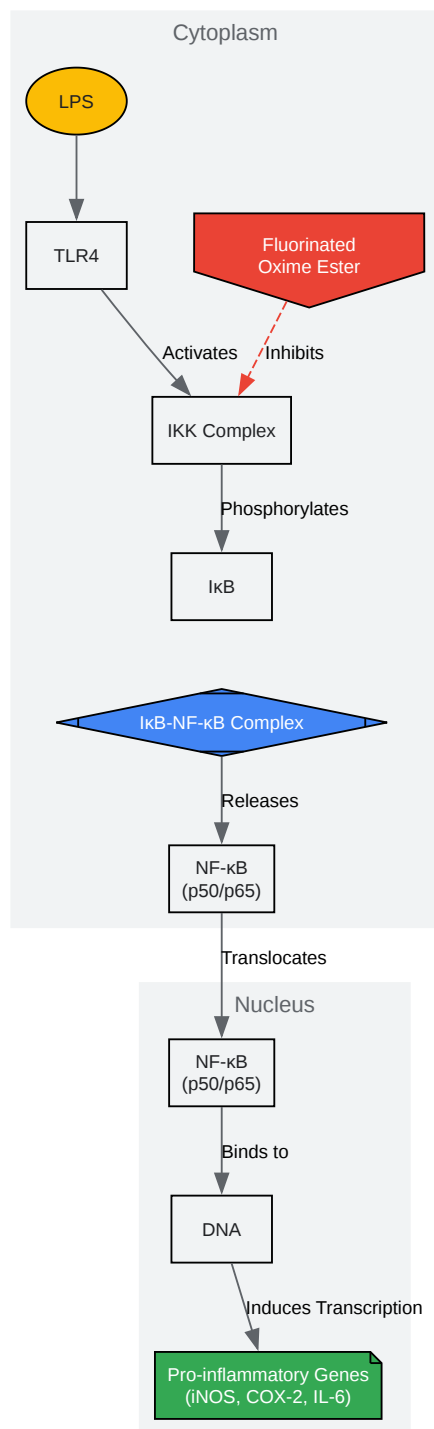 Cytoplasm
LPS
TLR4
Fluorinated
Oxime Ester
Activates
Inhibits
IKK Complex
Phosphorylates
IκB
IκB-NF-κB Complex
Releases
NF-κB
(p50/p65)
Translocates
Nucleus
NF-κB
(p50/p65)
Binds to
DNA
Induces Transcription
Pro-inflammatory Genes
(iNOS, COX-2, IL-6)